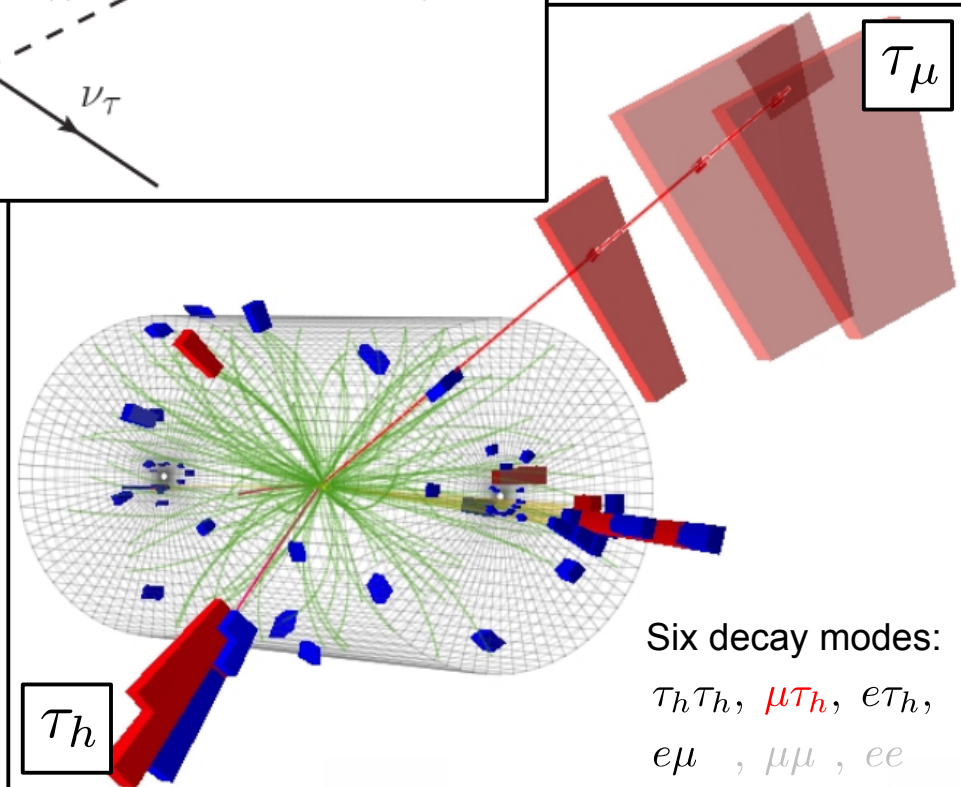 ν_τ
τ_μ
τ_h
Six decay modes:
τ_hτ_h, μτ_h, eτ_h,
eμ , μμ , ee